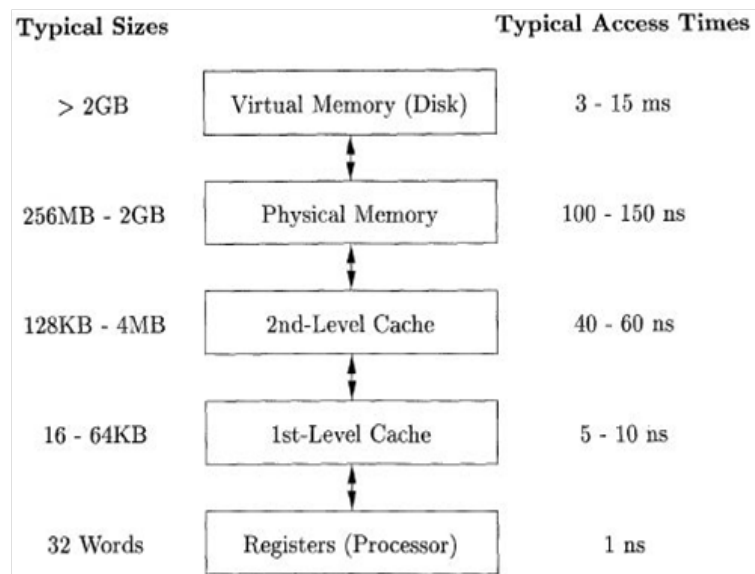 Typical Sizes Typical Access Times
> 2GB Virtual Memory (Disk) 3 - 15 ms
256MB - 2GB Physical Memory 100 - 150 ns
128KB - 4MB 2nd-Level Cache 40 - 60 ns
16 - 64KB 1st-Level Cache 5 - 10 ns
32 Words Registers (Processor) 1 ns